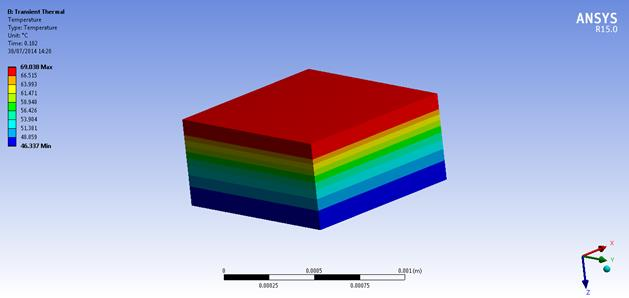 B: Transient Thermal
Temperature
Type: Temperature
Unit: °C
Time: 0.102
30/07/2014 14:20
69.038 Max
66.515
63.993
61.471
58.948
56.426
53.904
51.381
48.859
46.337 Min
ANSYS
R15.0
0 0.0005 0.001 (m)
0.00025 0.00075
X
Y
Z